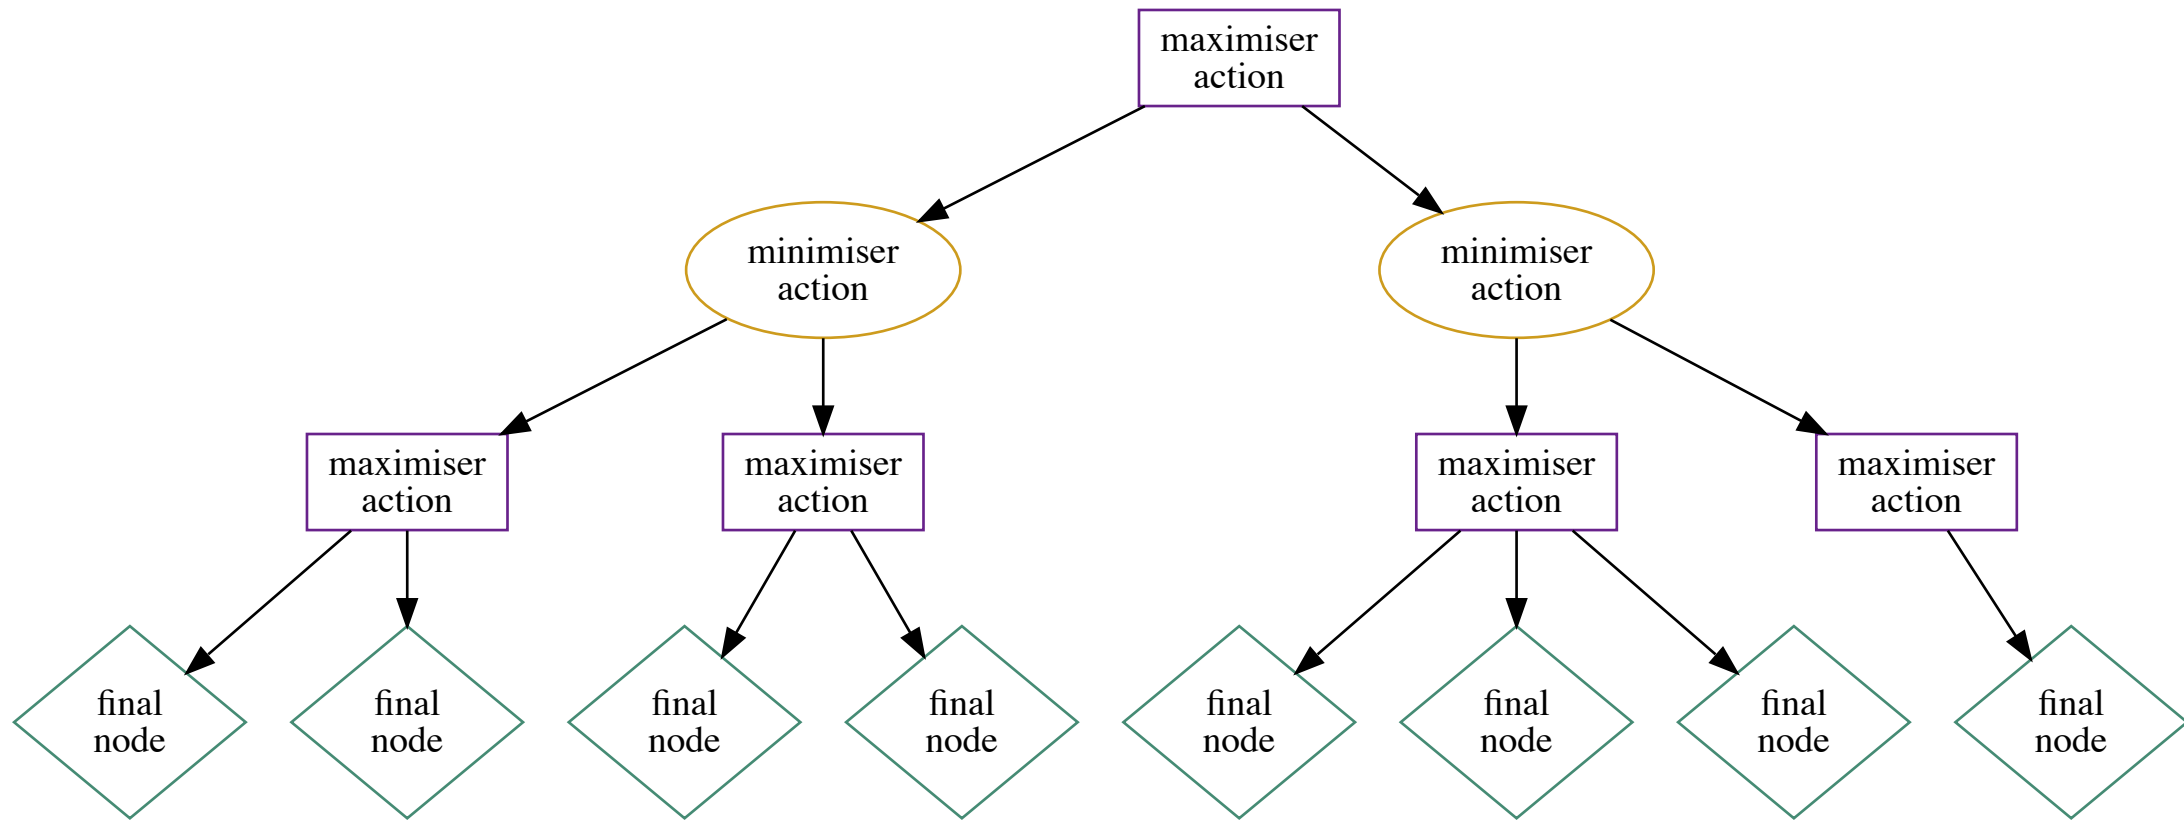 maximiser
action
minimiser
action
minimiser
action
maximiser
action
maximiser
action
maximiser
action
maximiser
action
final
node
final
node
final
node
final
node
final
node
final
node
final
node
final
node